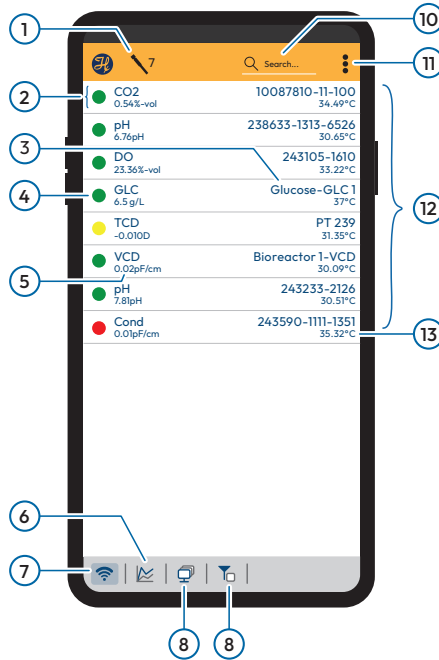 1
10
7
Search...
11
2
CO2
10087810-11-100
0.54%-vol
34.49°C
pH
238633-1313-6526
6.76pH
30.65°C
3
DO
243105-1610
23.36%-vol
33.22°C
4
GLC
Glucose-GLC 1
6.5 g/L
37°C
12
TCD
PT 239
-0.010D
31.35°C
VCD
Bioreactor 1-VCD
0.02pF/cm
30.09°C
5
pH
243233-2126
7.81pH
30.51°C
Cond
243590-1111-1351
0.01pF/cm
35.32°C
13
6
7
8
8